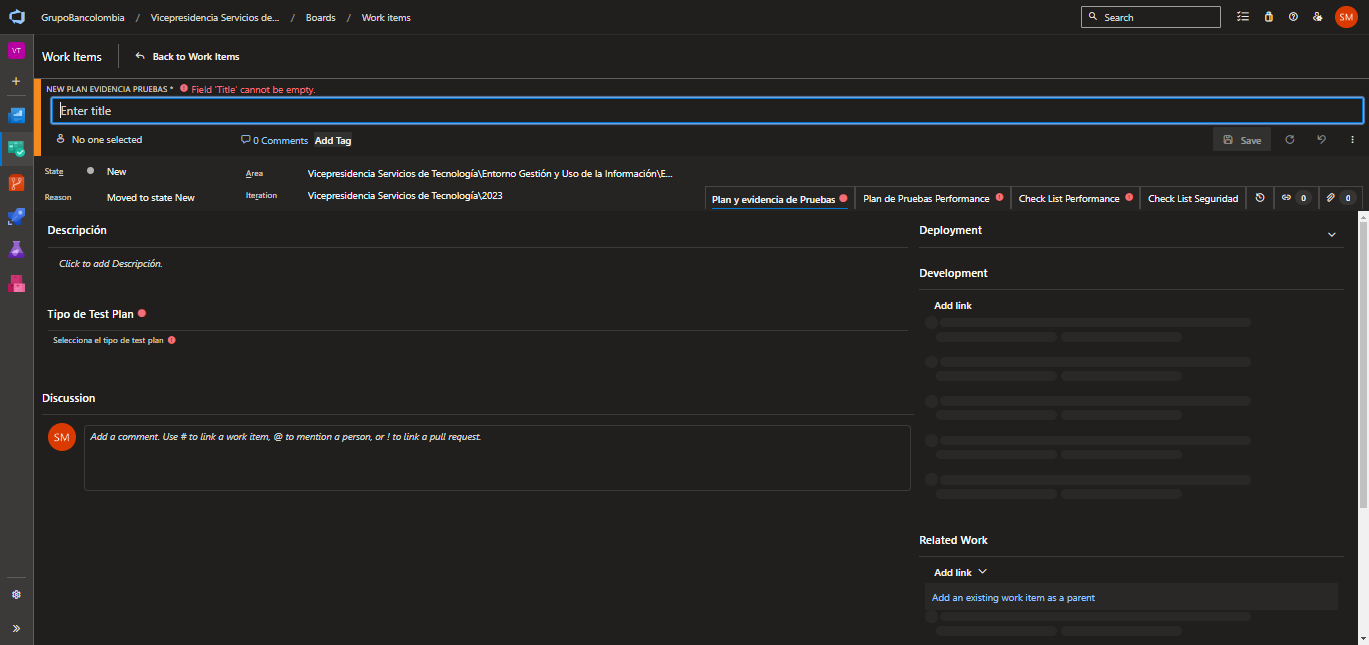 GrupoBancolombia / Vicepresidencia Servicios de... / Boards / Work items
Search
SM
VT
Work Items
Back to Work Items
NEW PLAN EVIDENCIA PRUEBAS * Field 'Title' cannot be empty.
Enter title
No one selected
0 Comments
Add Tag
Save
State
New
Area
Vicepresidencia Servicios de Tecnología\Entorno Gestión y Uso de la Información\E...
Reason
Moved to state New
Iteration
Vicepresidencia Servicios de Tecnología\2023
Plan y evidencia de Pruebas
Plan de Pruebas Performance
Check List Performance
Check List Seguridad
0
0
Descripción
Click to add Descripción.
Tipo de Test Plan
Selecciona el tipo de test plan
Discussion
SM
Add a comment. Use # to link a work item, @ to mention a person, or ! to link a pull request.
Deployment
Development
Add link
Related Work
Add link
Add an existing work item as a parent